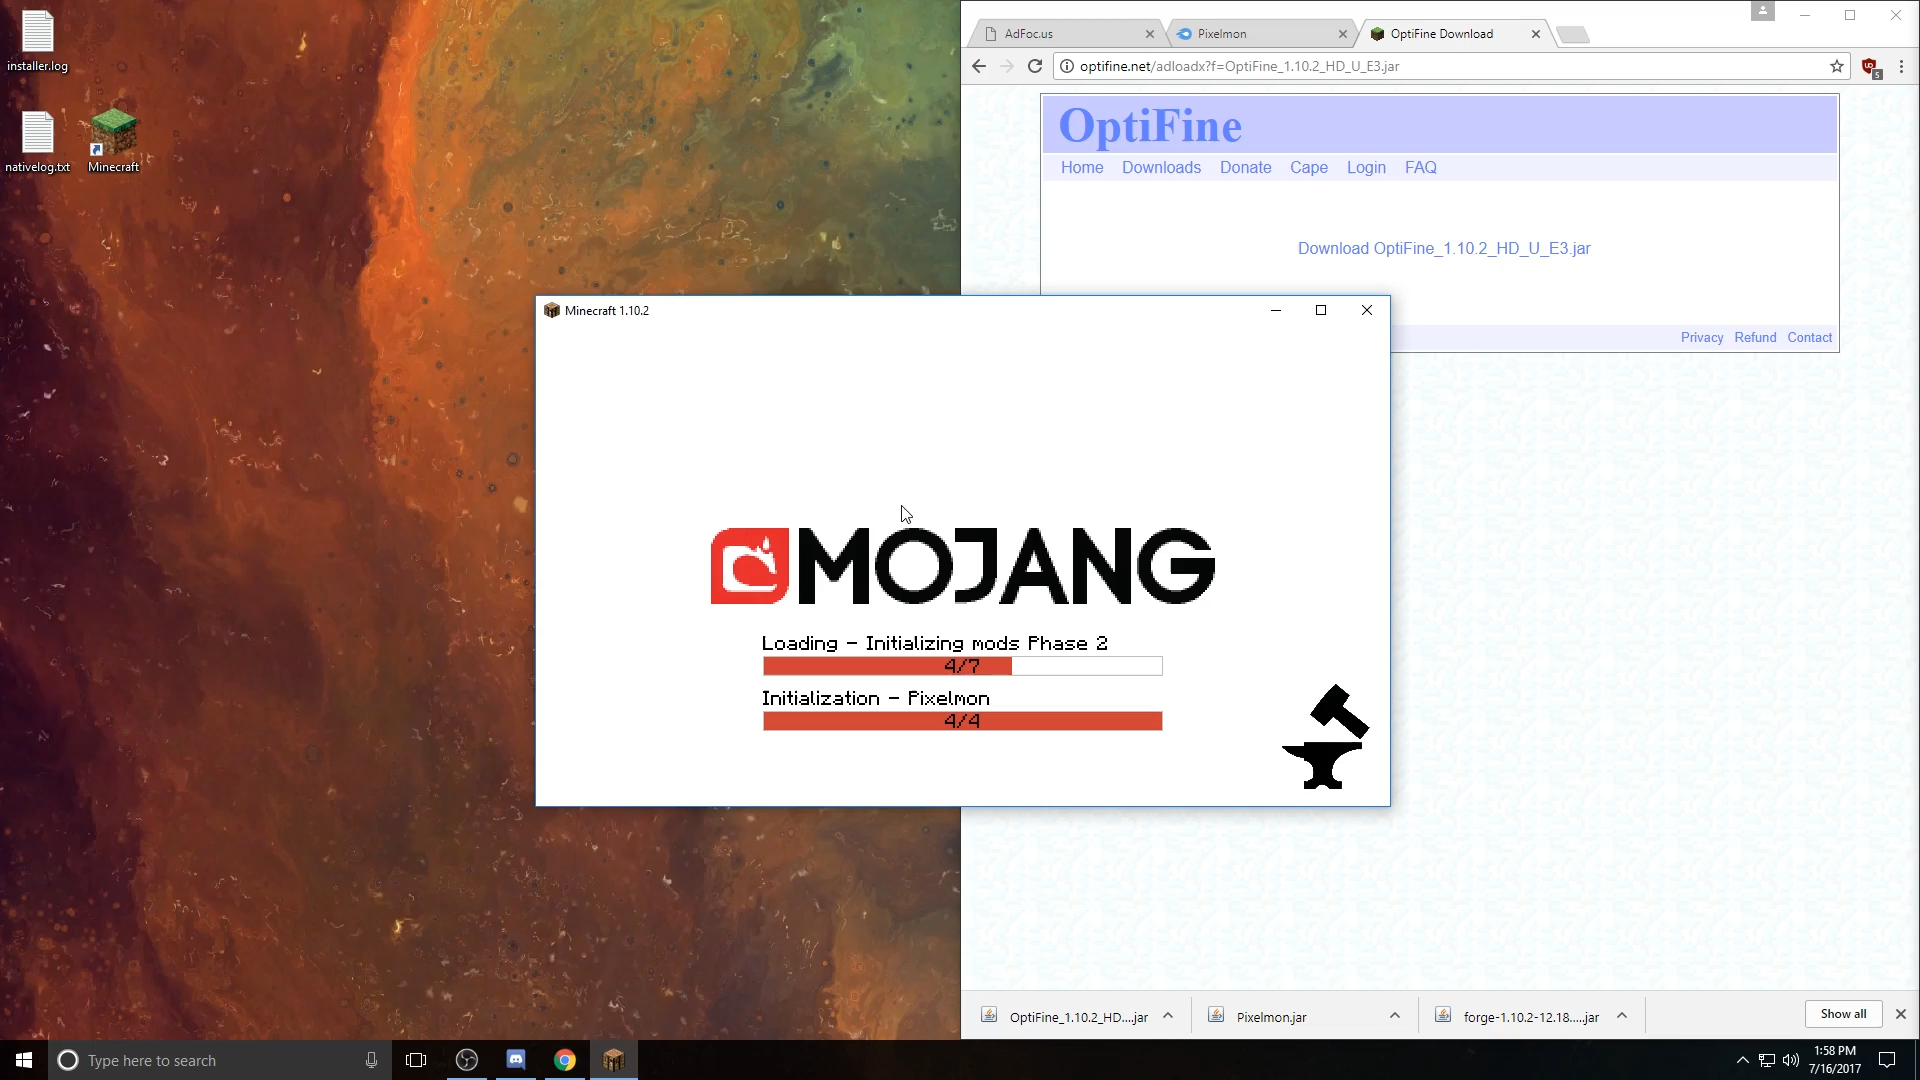 installer.log
nativelog.txt
Minecraft
AdFoc.us
Pixelmon
OptiFine Download
optifine.net/adloadx?f=OptiFine_1.10.2_HD_U_E3.jar
5
OptiFine
Home Downloads Donate Cape Login FAQ
Download OptiFine_1.10.2_HD_U_E3.jar
Privacy Refund Contact
Minecraft 1.10.2
MOJANG
Loading - Initializing mods Phase 2
4/7
Initialization - Pixelmon
4/4
OptiFine_1.10.2_HD....jar
Pixelmon.jar
forge-1.10.2-12.18.....jar
Show all
Type here to search
1:58 PM
7/16/2017